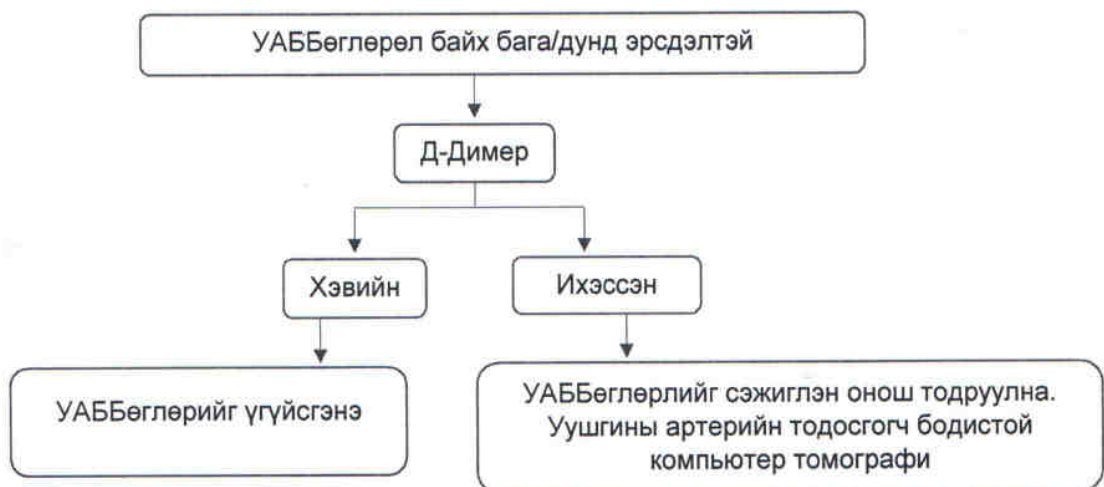 УАББөглөрөл байх бага/дунд эрсдэлтэй
Д-Димер
Хэвийн
Ихэссэн
УАББөглөрийг үгүйсгэнэ
УАББөглөрлийг сэжиглэн онош тодруулна.
Уушгины артерийн тодосгогч бодистой
компьютер томографи